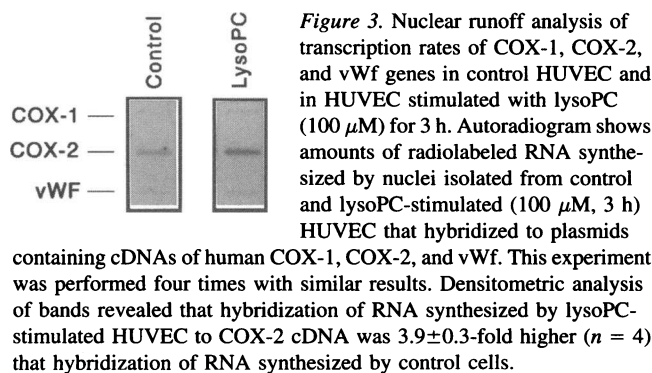 Control
LysoPC
COX-1
COX-2
vWF
Figure 3. Nuclear runoff analysis of
transcription rates of COX-1, COX-2,
and vWf genes in control HUVEC and
in HUVEC stimulated with lysoPC
(100 μM) for 3 h. Autoradiogram shows
amounts of radiolabeled RNA synthe-
sized by nuclei isolated from control
and lysoPC-stimulated (100 μM, 3 h)
HUVEC that hybridized to plasmids
containing cDNAs of human COX-1, COX-2, and vWf. This experiment
was performed four times with similar results. Densitometric analysis
of bands revealed that hybridization of RNA synthesized by lysoPC-
stimulated HUVEC to COX-2 cDNA was 3.9±0.3-fold higher (n = 4)
that hybridization of RNA synthesized by control cells.